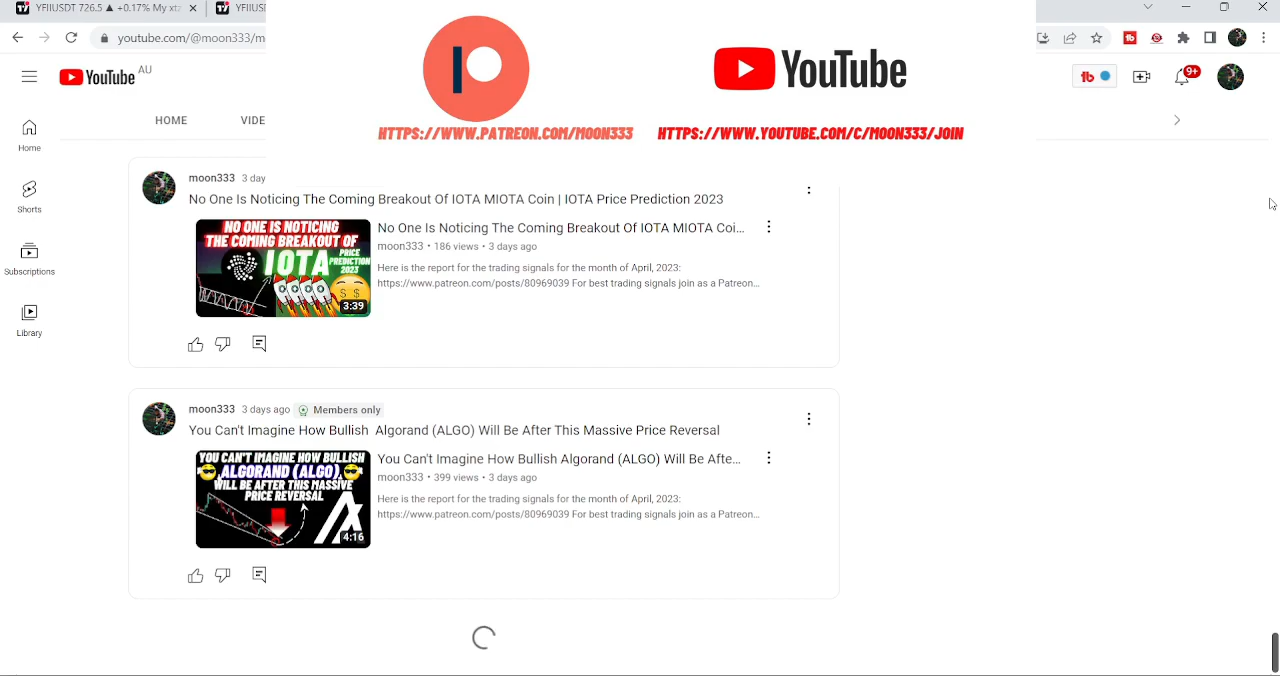 YFIIUSDT 726.5 ▲ +0.17% My xta
YFIIUS
youtube.com/@moon333/m
YouTube
HTTPS://WWW.PATREON.COM/MOON333
HTTPS://WWW.YOUTUBE.COM/C/MOON333/JOIN
YouTube AU
9+
HOME
VIDE
Home
Shorts
Subscriptions
Library
moon333 3 day
No One Is Noticing The Coming Breakout Of IOTA MIOTA Coin | IOTA Price Prediction 2023
NO ONE IS NOTICING
THE COMING BREAKOUT OF
IOTA
PRICE
PREDICTION
2023
3:39
No One Is Noticing The Coming Breakout Of IOTA MIOTA Coi...
moon333 • 186 views • 3 days ago
Here is the report for the trading signals for the month of April, 2023:
https://www.patreon.com/posts/80969039 For best trading signals join as a Patreon...
moon333 3 days ago Members only
You Can't Imagine How Bullish Algorand (ALGO) Will Be After This Massive Price Reversal
YOU CAN'T IMAGINE HOW BULLISH
ALGORAND (ALGO)
WILL BE AFTER THIS MASSIVE
PRICE REVERSAL
4:16
You Can't Imagine How Bullish Algorand (ALGO) Will Be Afte...
moon333 • 399 views • 3 days ago
Here is the report for the trading signals for the month of April, 2023:
https://www.patreon.com/posts/80969039 For best trading signals join as a Patreon...